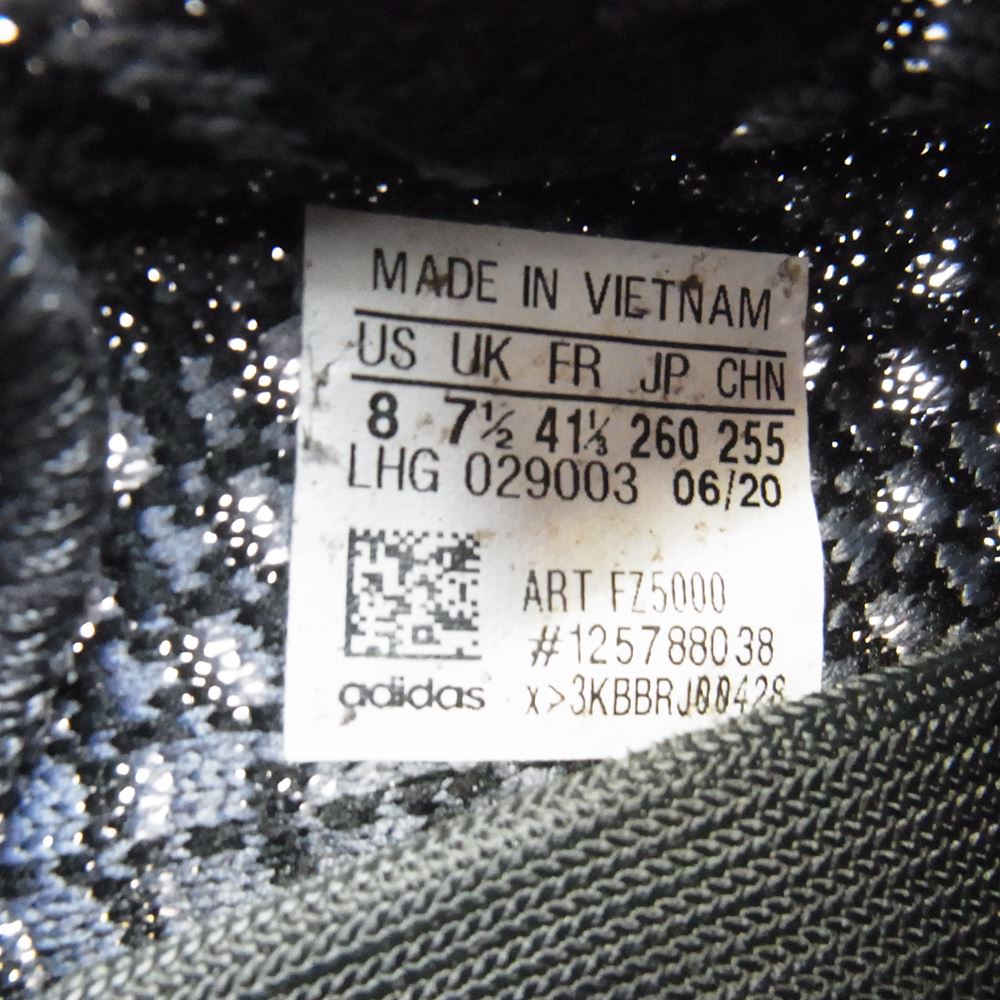 MADE IN VIETNAM
US UK FR JP CHN
8 7½ 41⅓ 260 255
LHG 029003 06/20
ART FZ5000
#125788038
adidas x>3KBBRJ00428